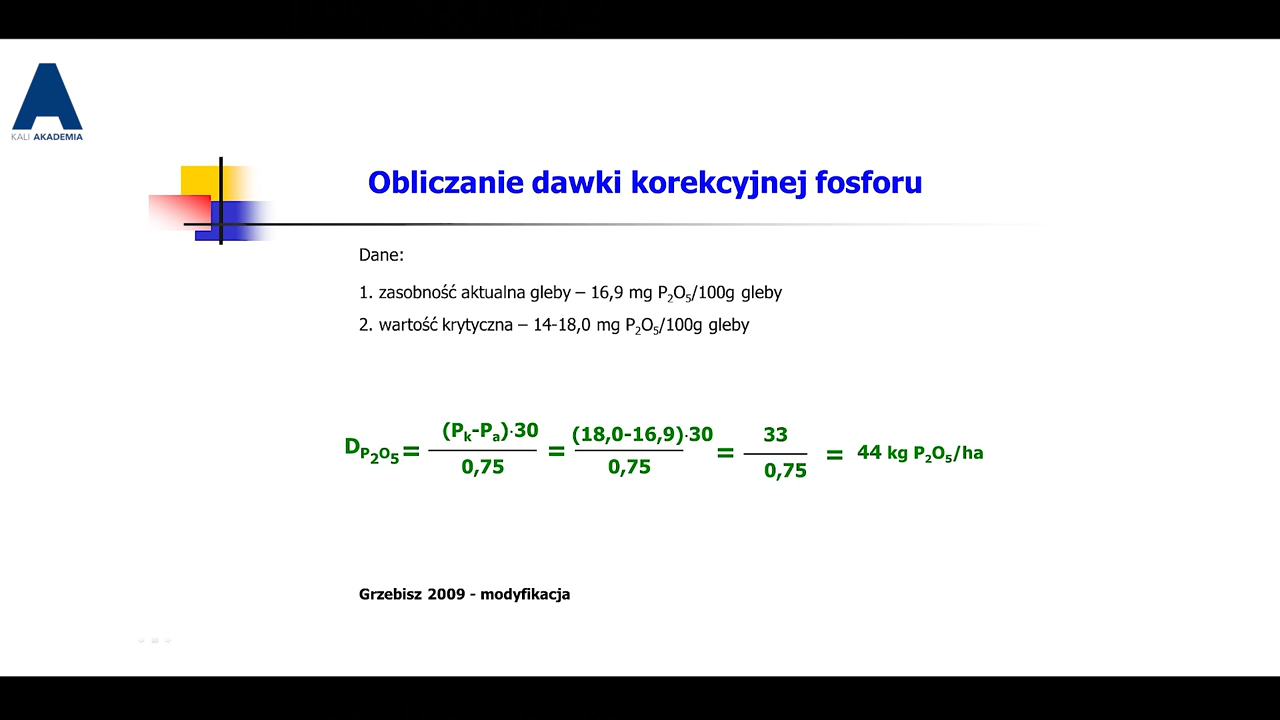 A
KALI AKADEMIA
Obliczanie dawki korekcyjnej fosforu
Dane:
1. zasobność aktualna gleby – 16,9 mg P₂O₅/100g gleby
2. wartość krytyczna – 14-18,0 mg P₂O₅/100g gleby
D_P₂O₅ = (Pₖ-Pₐ)·30 / 0,75 = (18,0-16,9)·30 / 0,75 = 33 / 0,75 = 44 kg P₂O₅/ha
Grzebisz 2009 - modyfikacja